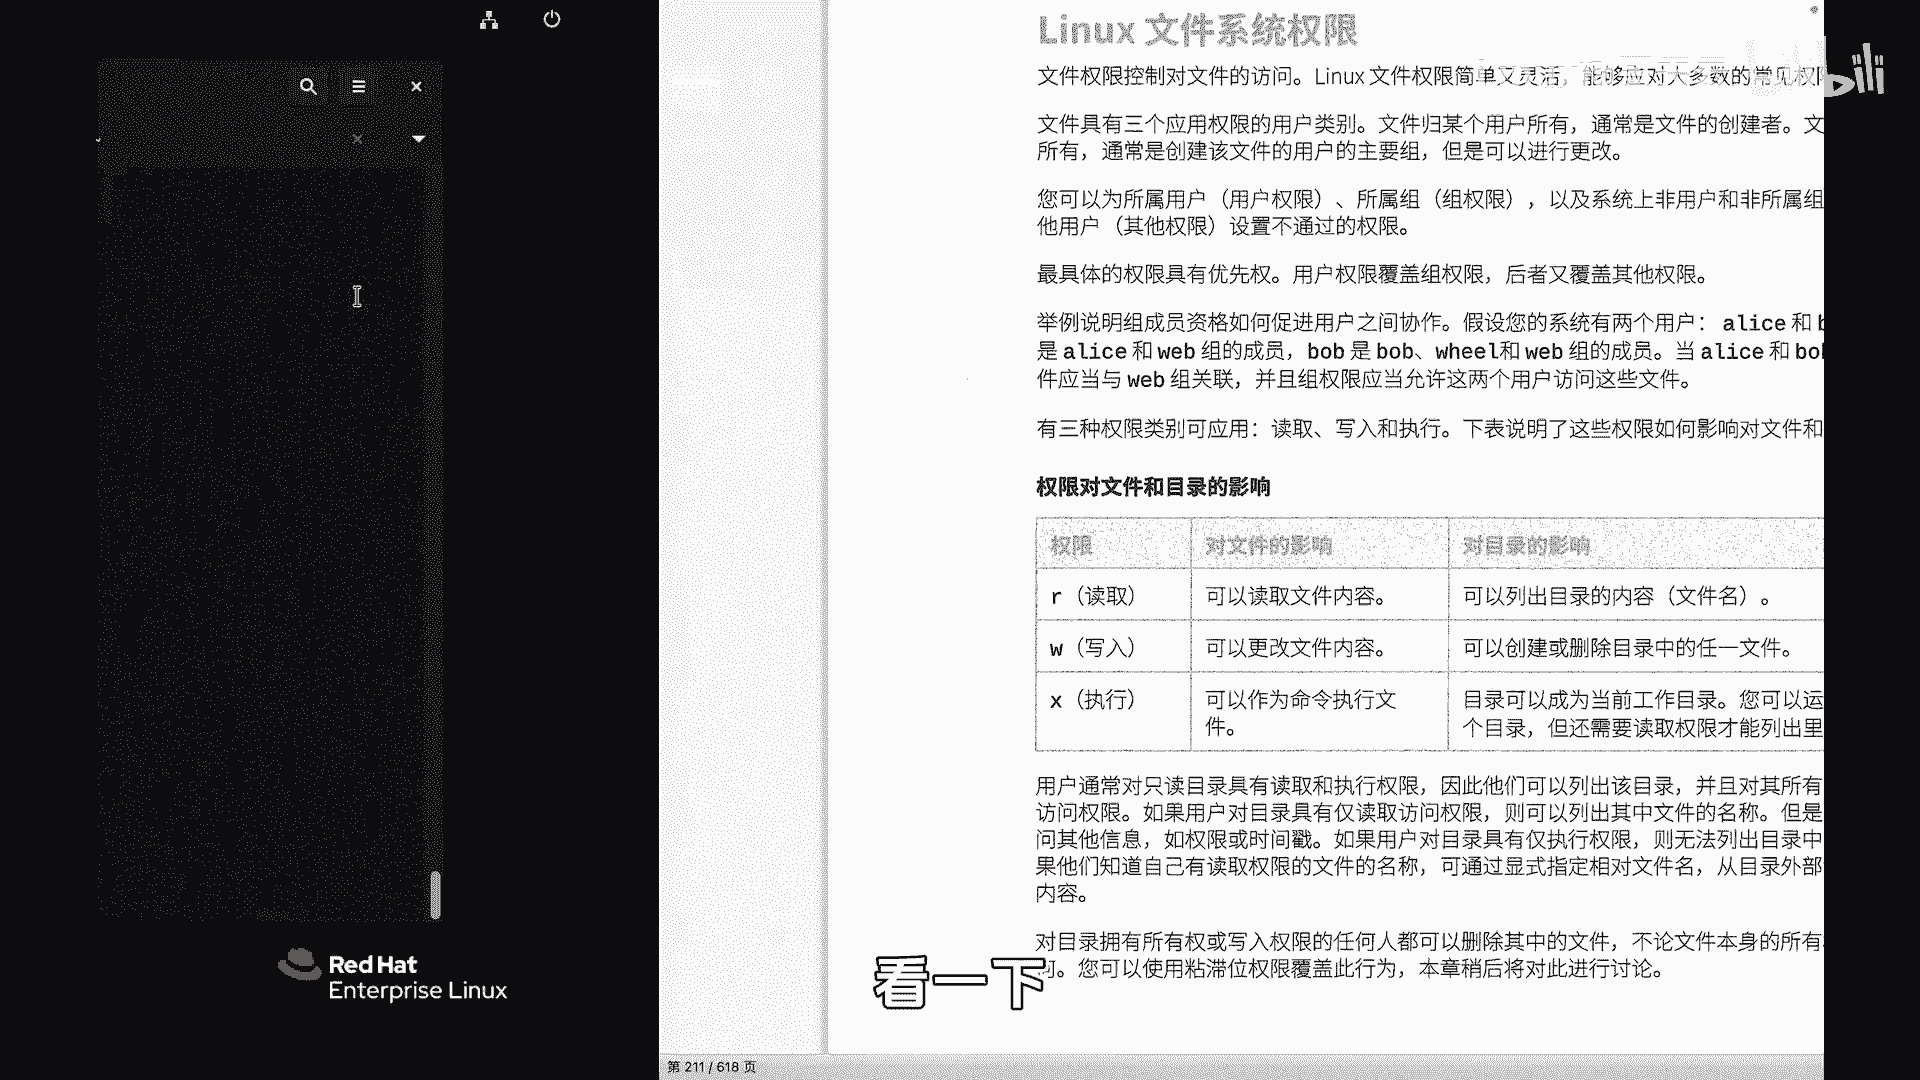 Linux 文件系统权限
文件权限控制对文件的访问。Linux 文件权限简单又灵活，能够应对大多数的常见权限
文件具有三个应用权限的用户类别。文件归某个用户所有，通常是文件的创建者。文
所有，通常是创建该文件的用户的主要组，但是可以进行更改。
您可以为所属用户（用户权限）、所属组（组权限），以及系统上非用户和非所属组
他用户（其他权限）设置不通过的权限。
最具体的权限具有优先权。用户权限覆盖组权限，后者又覆盖其他权限。
举例说明组成员资格如何促进用户之间协作。假设您的系统有两个用户： alice 和
是 alice 和 web 组的成员，bob 是 bob、wheel和 web 组的成员。当 alice 和 bo
件应当与 web 组关联，并且组权限应当允许这两个用户访问这些文件。
有三种权限类别可应用：读取、写入和执行。下表说明了这些权限如何影响对文件和
权限对文件和目录的影响
权限 对文件的影响 对目录的影响
r（读取） 可以读取文件内容。 可以列出目录的内容（文件名）。
w（写入） 可以更改文件内容。 可以创建或删除目录中的任一文件。
x（执行） 可以作为命令执行文 目录可以成为当前工作目录。您可以运
件。 个目录，但还需要读取权限才能列出里
用户通常对只读目录具有读取和执行权限，因此他们可以列出该目录，并且对其所有
访问权限。如果用户对目录具有仅读取访问权限，则可以列出其中文件的名称。但是
问其他信息，如权限或时间戳。如果用户对目录具有仅执行权限，则无法列出目录中
果他们知道自己有读取权限的文件的名称，可通过显式指定相对文件名，从目录外部
内容。
对目录拥有所有权或写入权限的任何人都可以删除其中的文件，不论文件本身的所有
何。您可以使用粘滞位权限覆盖此行为，本章稍后将对此进行讨论。
看一下
Red Hat
Enterprise Linux
第 211 / 618 页